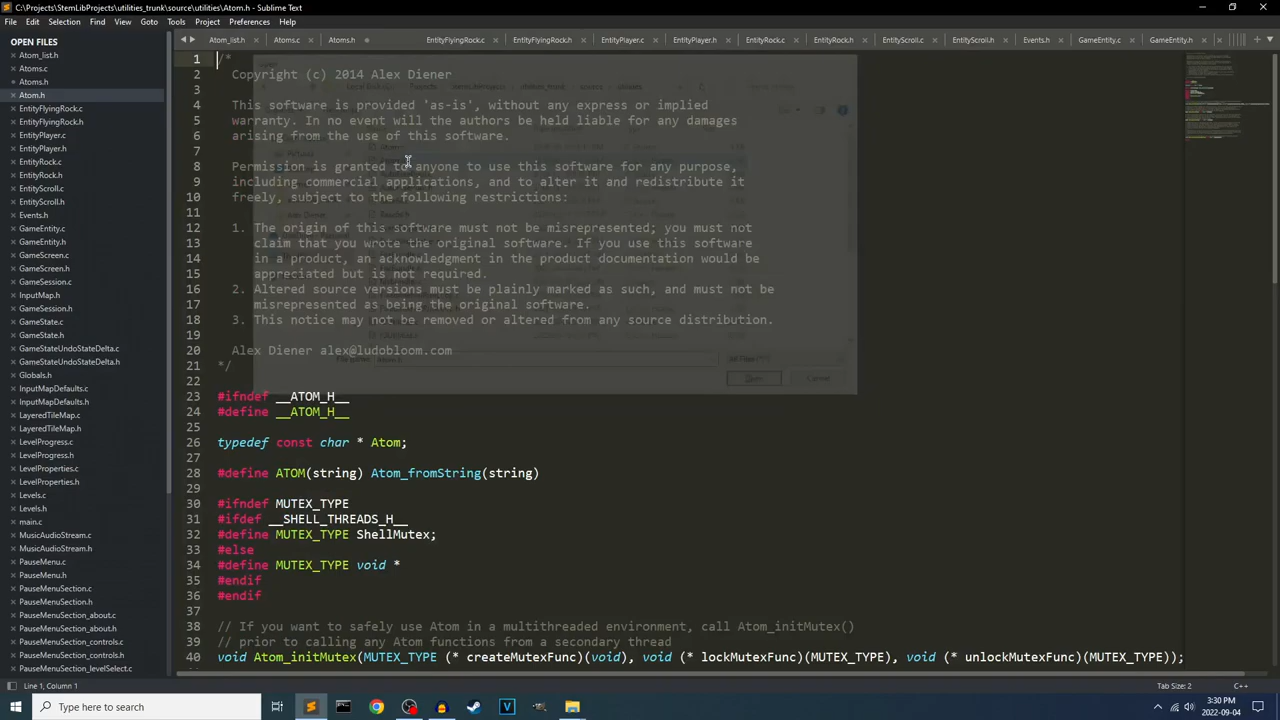 C:\Projects\StemLibProjects\utilities_trunk\source\utilities\Atom.h - Sublime Text
File Edit Selection Find View Goto Tools Project Preferences Help
OPEN FILES
Atom_list.h
Atoms.c
Atoms.h
Atom.h
EntityFlyingRock.c
EntityFlyingRock.h
EntityPlayer.c
EntityPlayer.h
EntityRock.c
EntityRock.h
EntityScroll.c
EntityScroll.h
Events.h
GameEntity.c
GameEntity.h
GameScreen.c
GameScreen.h
GameSession.c
InputMap.h
GameSession.h
GameState.c
GameState.h
GameStateUndoStateDelta.c
GameStateUndoStateDelta.h
Globals.h
InputMapDefaults.c
InputMapDefaults.h
LayeredTileMap.c
LayeredTileMap.h
LevelProgress.c
LevelProgress.h
LevelProperties.c
LevelProperties.h
Levels.c
Levels.h
main.c
MusicAudioStream.c
MusicAudioStream.h
PauseMenu.c
PauseMenu.h
PauseMenuSection.c
PauseMenuSection.h
PauseMenuSection_about.c
PauseMenuSection_about.h
PauseMenuSection_controls.c
PauseMenuSection_controls.h
PauseMenuSection_levelSelect.c
Atom_list.h Atoms.c Atoms.h EntityFlyingRock.c EntityFlyingRock.h EntityPlayer.c EntityPlayer.h EntityRock.c EntityRock.h EntityScroll.c EntityScroll.h Events.h GameEntity.c GameEntity.h
1 /*
2 Copyright (c) 2014 Alex Diener
3
4 This software is provided 'as-is', without any express or implied
5 warranty. In no event will the authors be held liable for any damages
6 arising from the use of this software.
7
8 Permission is granted to anyone to use this software for any purpose,
9 including commercial applications, and to alter it and redistribute it
10 freely, subject to the following restrictions:
11
12 1. The origin of this software must not be misrepresented; you must not
13 claim that you wrote the original software. If you use this software
14 in a product, an acknowledgment in the product documentation would be
15 appreciated but is not required.
16 2. Altered source versions must be plainly marked as such, and must not be
17 misrepresented as being the original software.
18 3. This notice may not be removed or altered from any source distribution.
19
20 Alex Diener alex@ludobloom.com
21 */
22
23 #ifndef __ATOM_H__
24 #define __ATOM_H__
25
26 typedef const char * Atom;
27
28 #define ATOM(string) Atom_fromString(string)
29
30 #ifndef MUTEX_TYPE
31 #ifdef __SHELL_THREADS_H__
32 #define MUTEX_TYPE ShellMutex;
33 #else
34 #define MUTEX_TYPE void *
35 #endif
36 #endif
37
38 // If you want to safely use Atom in a multithreaded environment, call Atom_initMutex()
39 // prior to calling any Atom functions from a secondary thread
40 void Atom_initMutex(MUTEX_TYPE (* createMutexFunc)(void), void (* lockMutexFunc)(MUTEX_TYPE), void (* unlockMutexFunc)(MUTEX_TYPE));
Line 1, Column 1
Tab Size: 2
C++
Type here to search
3:30 PM
2022-09-04